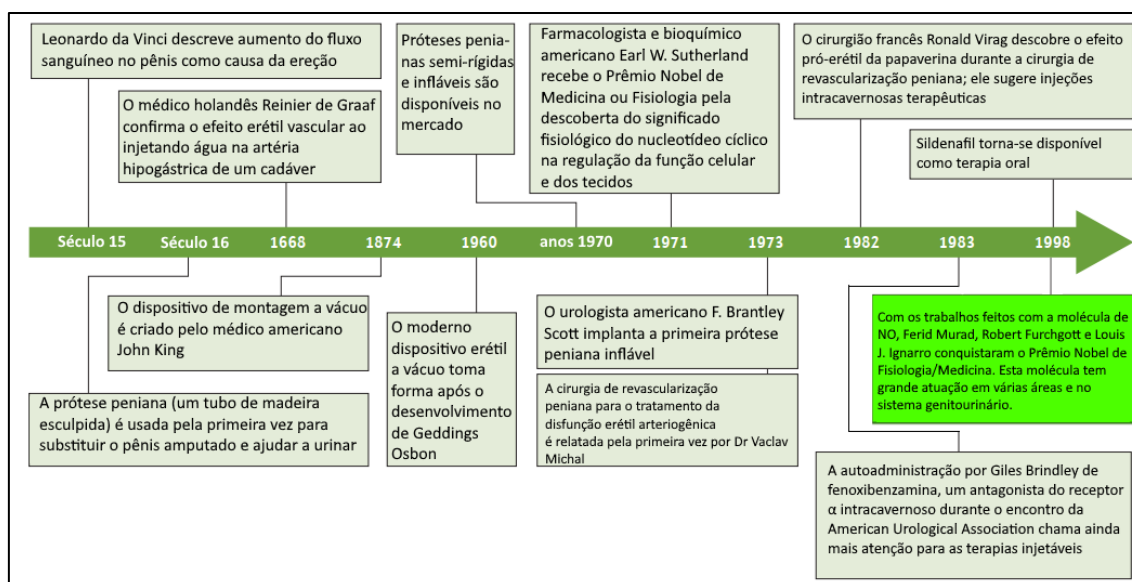 Leonardo da Vinci descreve aumento do fluxo
sanguíneo no pênis como causa da ereção
O médico holandês Reinier de Graaf
confirma o efeito erétil vascular ao
injetando água na artéria
hipogástrica de um cadáver
Próteses penia-
nas semi-rígidas
e infláveis são
disponíveis no
mercado
Farmacologista e bioquímico
americano Earl W. Sutherland
recebe o Prêmio Nobel de
Medicina ou Fisiologia pela
descoberta do significado
fisiológico do nucleotídeo cíclico
na regulação da função celular
e dos tecidos
O cirurgião francês Ronald Virag descobre o efeito
pró-erétil da papaverina durante a cirurgia de
revascularização peniana; ele sugere injeções
intracavernosas terapêuticas
Sildenafil torna-se disponível
como terapia oral
Século 15 Século 16 1668 1874 1960 anos 1970 1971 1973 1982 1983 1998
O dispositivo de montagem a vácuo
é criado pelo médico americano
John King
A prótese peniana (um tubo de madeira
esculpida) é usada pela primeira vez para
substituir o pênis amputado e ajudar a urinar
O moderno
dispositivo erétil
a vácuo toma
forma após o
desenvolvimento
de Geddings
Osbon
O urologista americano F. Brantley
Scott implanta a primeira prótese
peniana inflável
A cirurgia de revascularização
peniana para o tratamento da
disfunção erétil arteriogênica
é relatada pela primeira vez por Dr Vaclav
Michal
Com os trabalhos feitos com a molécula de
NO, Ferid Murad, Robert Furchgott e Louis
J. Ignarro conquistaram o Prêmio Nobel de
Fisiologia/Medicina. Esta molécula tem
grande atuação em várias áreas e no
sistema genitourinário.
A autoadministração por Giles Brindley de
fenoxibenzamina, um antagonista do receptor
α intracavernoso durante o encontro da
American Urological Association chama ainda
mais atenção para as terapias injetáveis